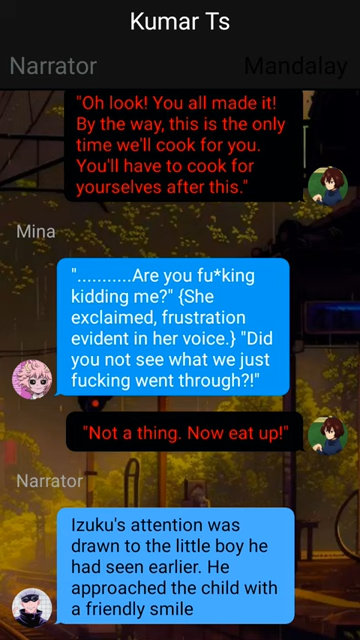 Kumar Ts
Narrator
Mandalay
"Oh look! You all made it!
By the way, this is the only
time we'll cook for you.
You'll have to cook for
yourselves after this."
Mina
"...........Are you fu*king
kidding me?" {She
exclaimed, frustration
evident in her voice.} "Did
you not see what we just
fucking went through?!"
"Not a thing. Now eat up!"
Narrator
Izuku's attention was
drawn to the little boy he
had seen earlier. He
approached the child with
a friendly smile